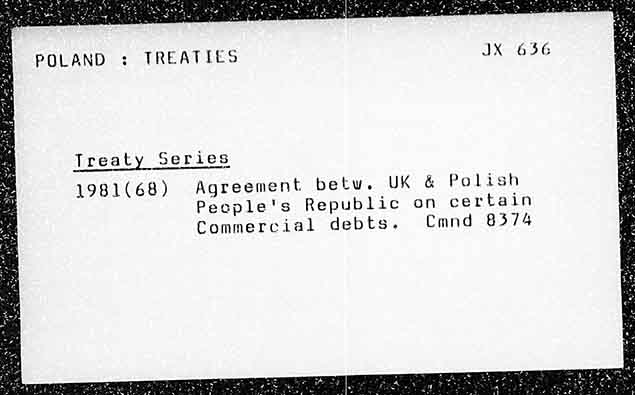 POLAND : TREATIES
JX 636
Treaty Series
1981(68) Agreement betw. UK & Polish
People's Republic on certain
Commercial debts. Cmnd 8374